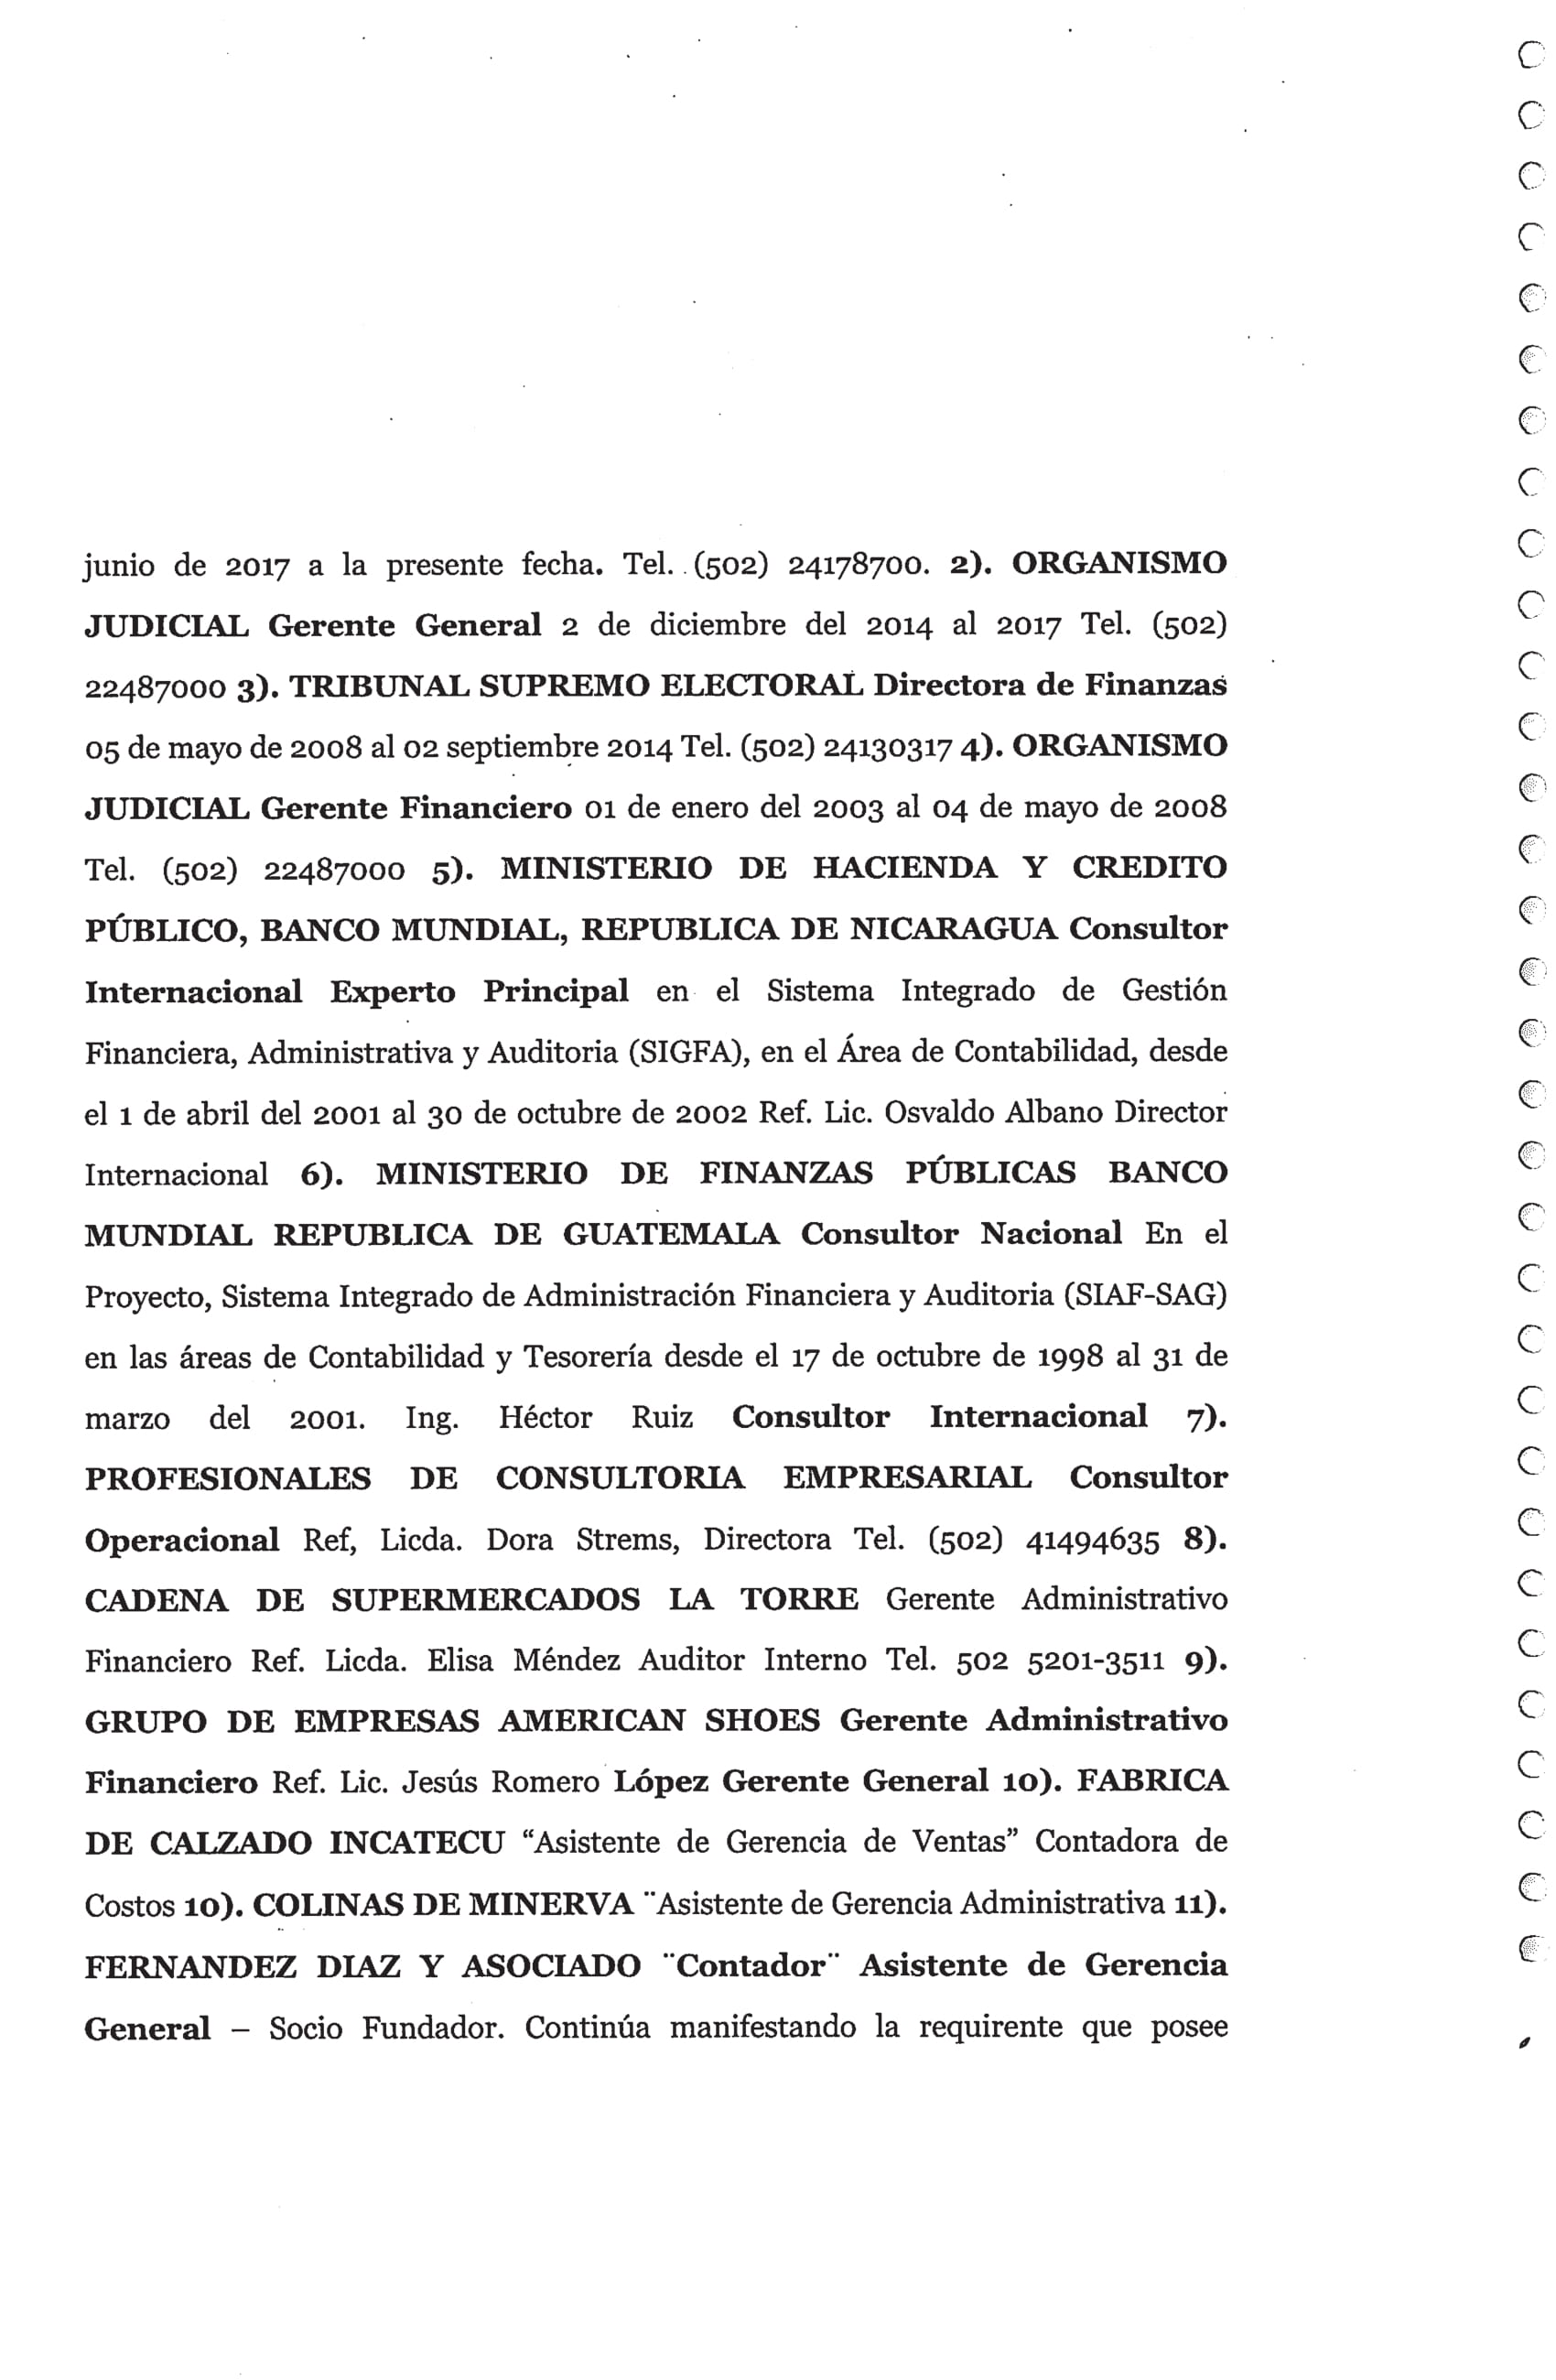 junio de 2017 a la presente fecha. Tel. (502) 24178700. 2). ORGANISMO
JUDICIAL Gerente General 2 de diciembre del 2014 al 2017 Tel. (502)
22487000 3). TRIBUNAL SUPREMO ELECTORAL Directora de Finanzas
05 de mayo de 2008 al 02 septiembre 2014 Tel. (502) 24130317 4). ORGANISMO
JUDICIAL Gerente Financiero 01 de enero del 2003 al 04 de mayo de 2008
Tel. (502) 22487000 5). MINISTERIO DE HACIENDA Y CREDITO
PÚBLICO, BANCO MUNDIAL, REPUBLICA DE NICARAGUA Consultor
Internacional Experto Principal en el Sistema Integrado de Gestión
Financiera, Administrativa y Auditoria (SIGFA), en el Área de Contabilidad, desde
el 1 de abril del 2001 al 30 de octubre de 2002 Ref. Lic. Osvaldo Albano Director
Internacional 6). MINISTERIO DE FINANZAS PÚBLICAS BANCO
MUNDIAL REPUBLICA DE GUATEMALA Consultor Nacional En el
Proyecto, Sistema Integrado de Administración Financiera y Auditoria (SIAF-SAG)
en las áreas de Contabilidad y Tesorería desde el 17 de octubre de 1998 al 31 de
marzo del 2001. Ing. Héctor Ruiz Consultor Internacional 7).
PROFESIONALES DE CONSULTORIA EMPRESARIAL Consultor
Operacional Ref, Licda. Dora Strems, Directora Tel. (502) 41494635 8).
CADENA DE SUPERMERCADOS LA TORRE Gerente Administrativo
Financiero Ref. Licda. Elisa Méndez Auditor Interno Tel. 502 5201-3511 9).
GRUPO DE EMPRESAS AMERICAN SHOES Gerente Administrativo
Financiero Ref. Lic. Jesús Romero López Gerente General 10). FABRICA
DE CALZADO INCATECU “Asistente de Gerencia de Ventas” Contadora de
Costos 10). COLINAS DE MINERVA ¨Asistente de Gerencia Administrativa 11).
FERNANDEZ DIAZ Y ASOCIADO ¨Contador¨ Asistente de Gerencia
General – Socio Fundador. Continúa manifestando la requirente que posee